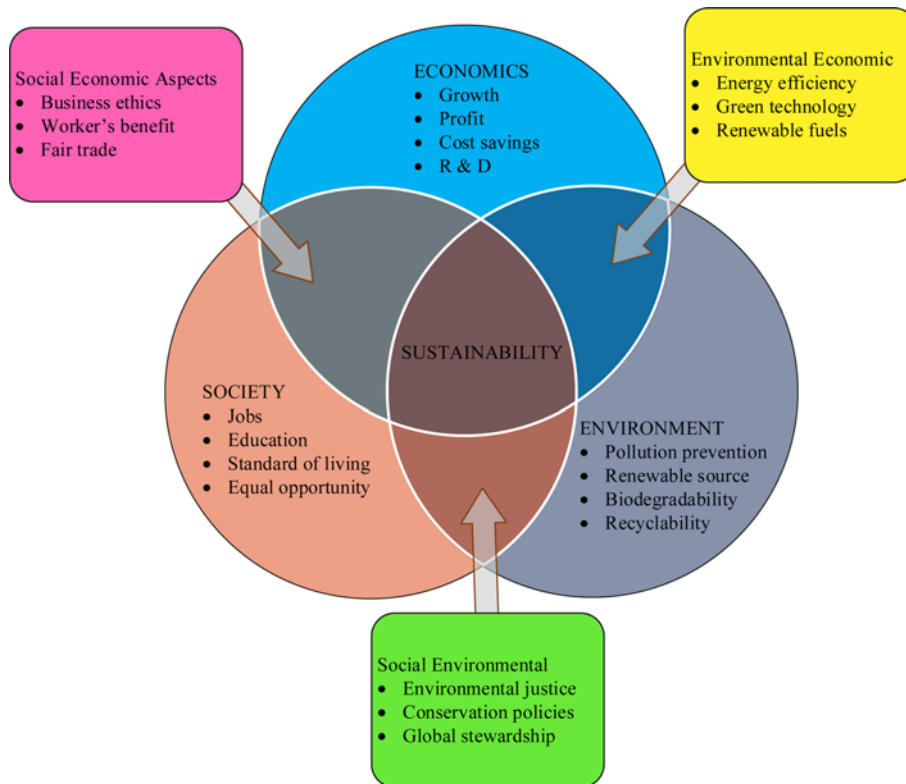 Social Economic Aspects
• Business ethics
• Worker's benefit
• Fair trade
ECONOMICS
• Growth
• Profit
• Cost savings
• R & D
Environmental Economic
• Energy efficiency
• Green technology
• Renewable fuels
SUSTAINABILITY
SOCIETY
• Jobs
• Education
• Standard of living
• Equal opportunity
ENVIRONMENT
• Pollution prevention
• Renewable source
• Biodegradability
• Recyclability
Social Environmental
• Environmental justice
• Conservation policies
• Global stewardship